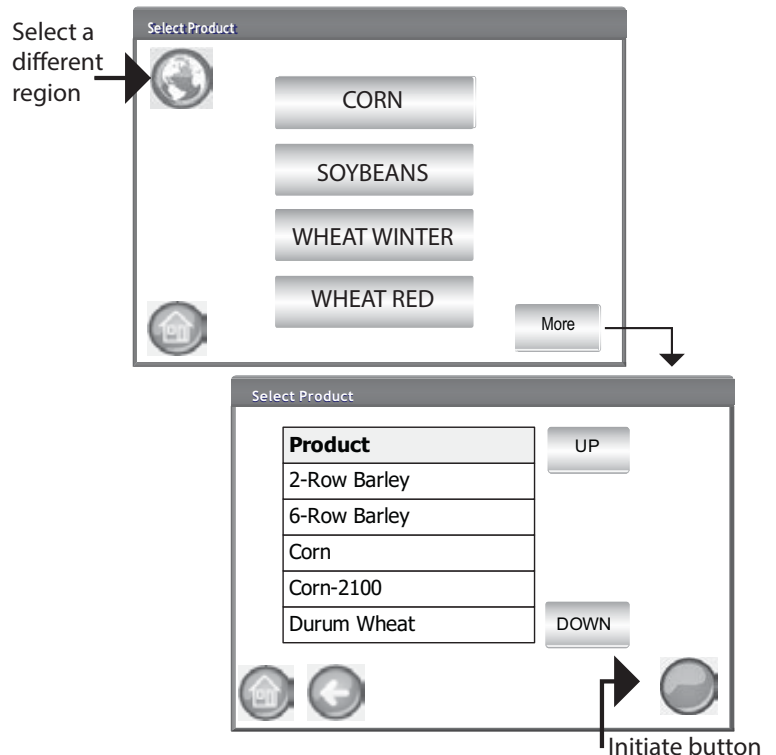 Select a
different
region
Select Product
CORN
SOYBEANS
WHEAT WINTER
WHEAT RED
More
Select Product
Product
2-Row Barley
6-Row Barley
Corn
Corn-2100
Durum Wheat
UP
DOWN
Initiate button